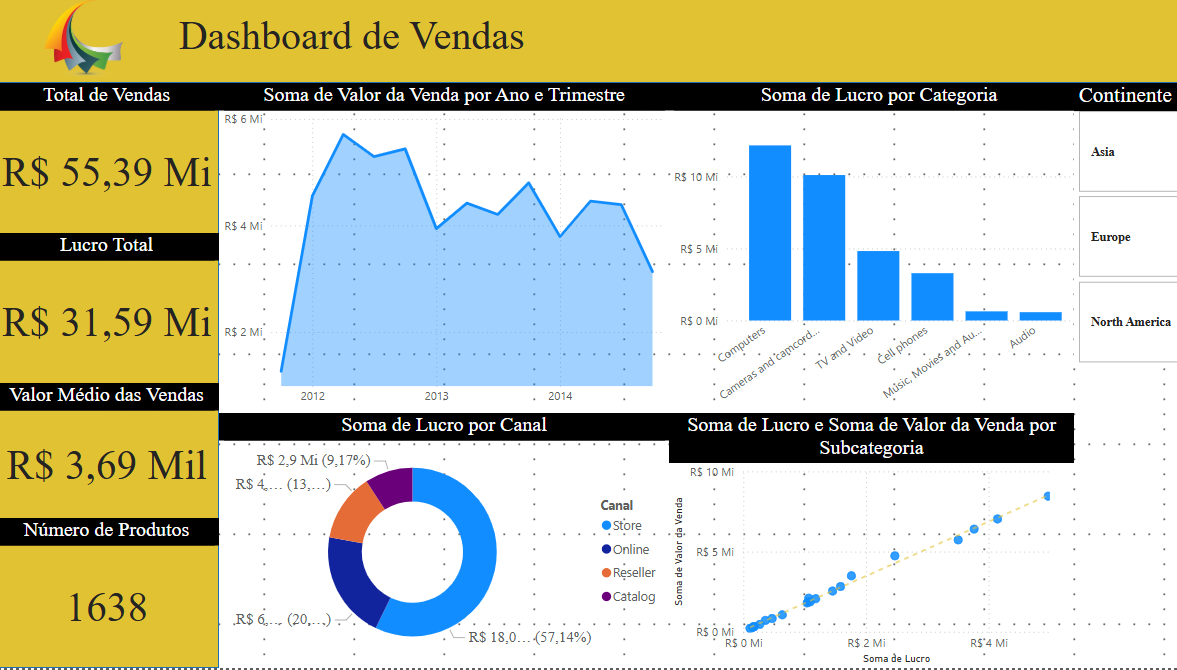 Dashboard de Vendas
Total de Vendas
R$ 55,39 Mi
Lucro Total
R$ 31,59 Mi
Valor Médio das Vendas
R$ 3,69 Mil
Número de Produtos
1638
Soma de Valor da Venda por Ano e Trimestre
R$ 6 Mi
R$ 4 Mi
R$ 2 Mi
2012
2013
2014
Soma de Lucro por Categoria
R$ 10 Mi
R$ 5 Mi
R$ 0 Mi
Computers
Cameras and camcord...
TV and Video
Cell phones
Music, Movies and Au...
Audio
Continente
Asia
Europe
North America
Soma de Lucro por Canal
R$ 2,9 Mi (9,17%)
R$ 4,... (13,...)
R$ 6,... (20,...)
R$ 18,0... (57,14%)
Canal
Store
Online
Reseller
Catalog
Soma de Lucro e Soma de Valor da Venda por
Subcategoria
Soma de Valor da Venda
R$ 10 Mi
R$ 5 Mi
R$ 0 Mi
R$ 0 Mi
R$ 2 Mi
R$ 4 Mi
Soma de Lucro